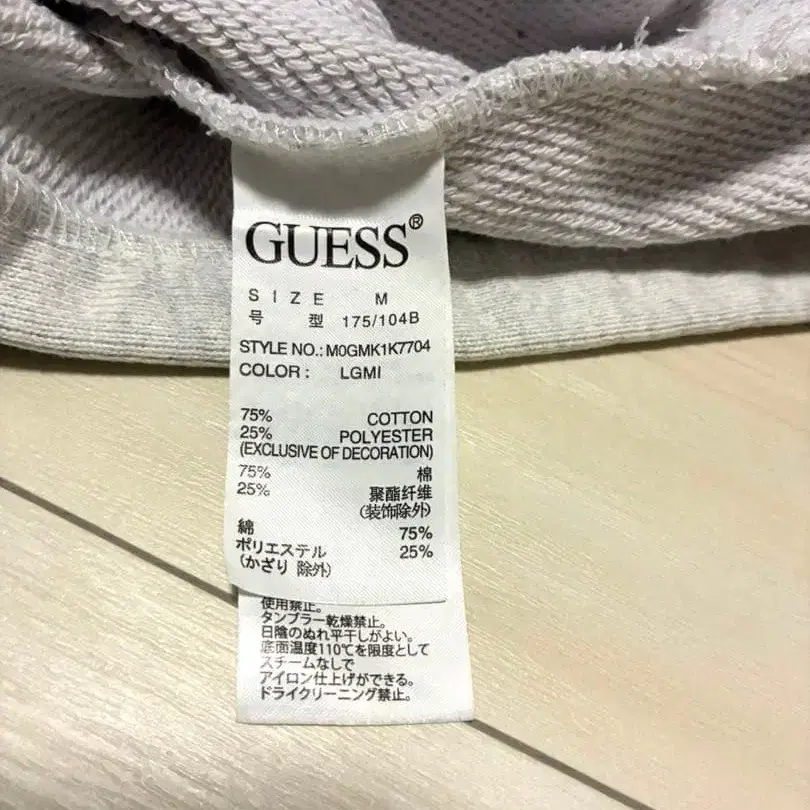 GUESS®
SIZE M
号 型 175/104B
STYLE NO.: M0GMK1K7704
COLOR : LGMI
75% COTTON
25% POLYESTER
(EXCLUSIVE OF DECORATION)
75% 棉
25% 聚酯纤维
(装饰除外)
綿 75%
ポリエステル 25%
(かざり 除外)
使用禁止。
タンブラー乾燥禁止。
日陰のぬれ平干しがよい。
底面温度110℃を限度として
スチームなしで
アイロン仕上げができる。
ドライクリーニング禁止。